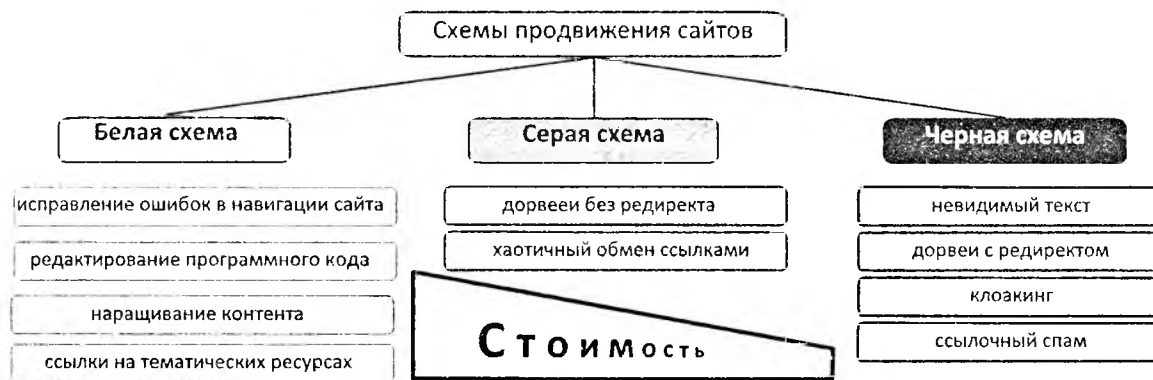 Схемы продвижения сайтов
Белая схема
исправление ошибок в навигации сайта
редактирование программного кода
наращивание контента
ссылки на тематических ресурсах
Серая схема
дорвееи без редиректа
хаотичный обмен ссылками
Стоимость
Черная схема
невидимый текст
дорвеи с редиректом
клоакинг
ссылочный спам